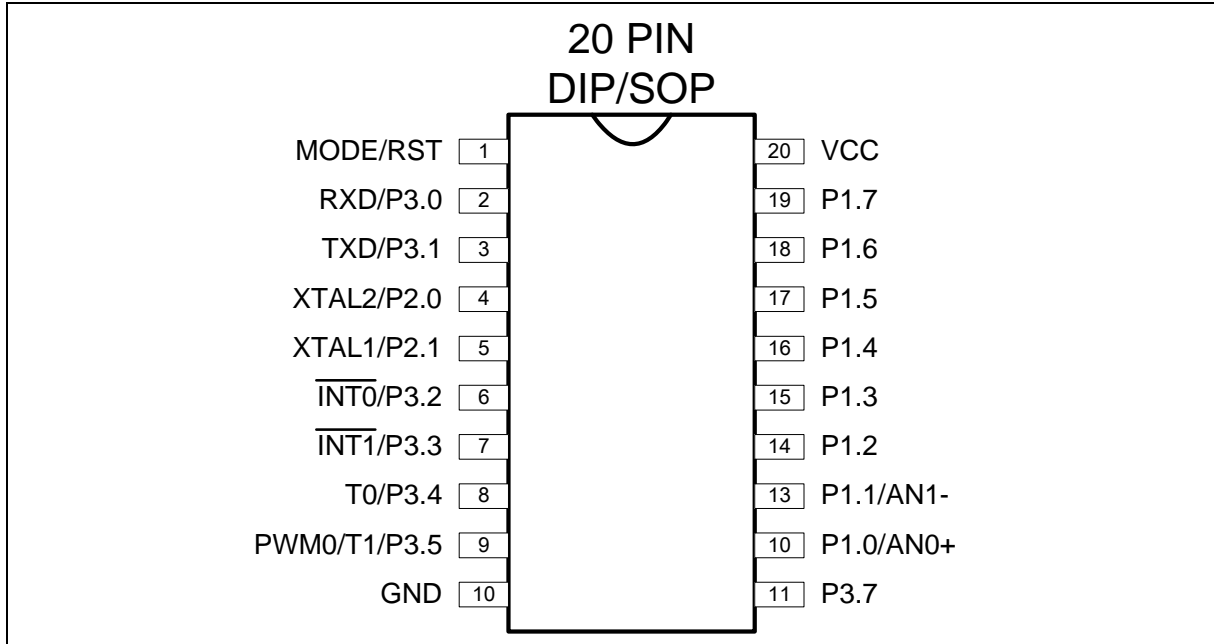 20 PIN
DIP/SOP
MODE/RST 1 20 VCC
RXD/P3.0 2 19 P1.7
TXD/P3.1 3 18 P1.6
XTAL2/P2.0 4 17 P1.5
XTAL1/P2.1 5 16 P1.4
INT0/P3.2 6 15 P1.3
INT1/P3.3 7 14 P1.2
T0/P3.4 8 13 P1.1/AN1-
PWM0/T1/P3.5 9 10 P1.0/AN0+
GND 10 11 P3.7